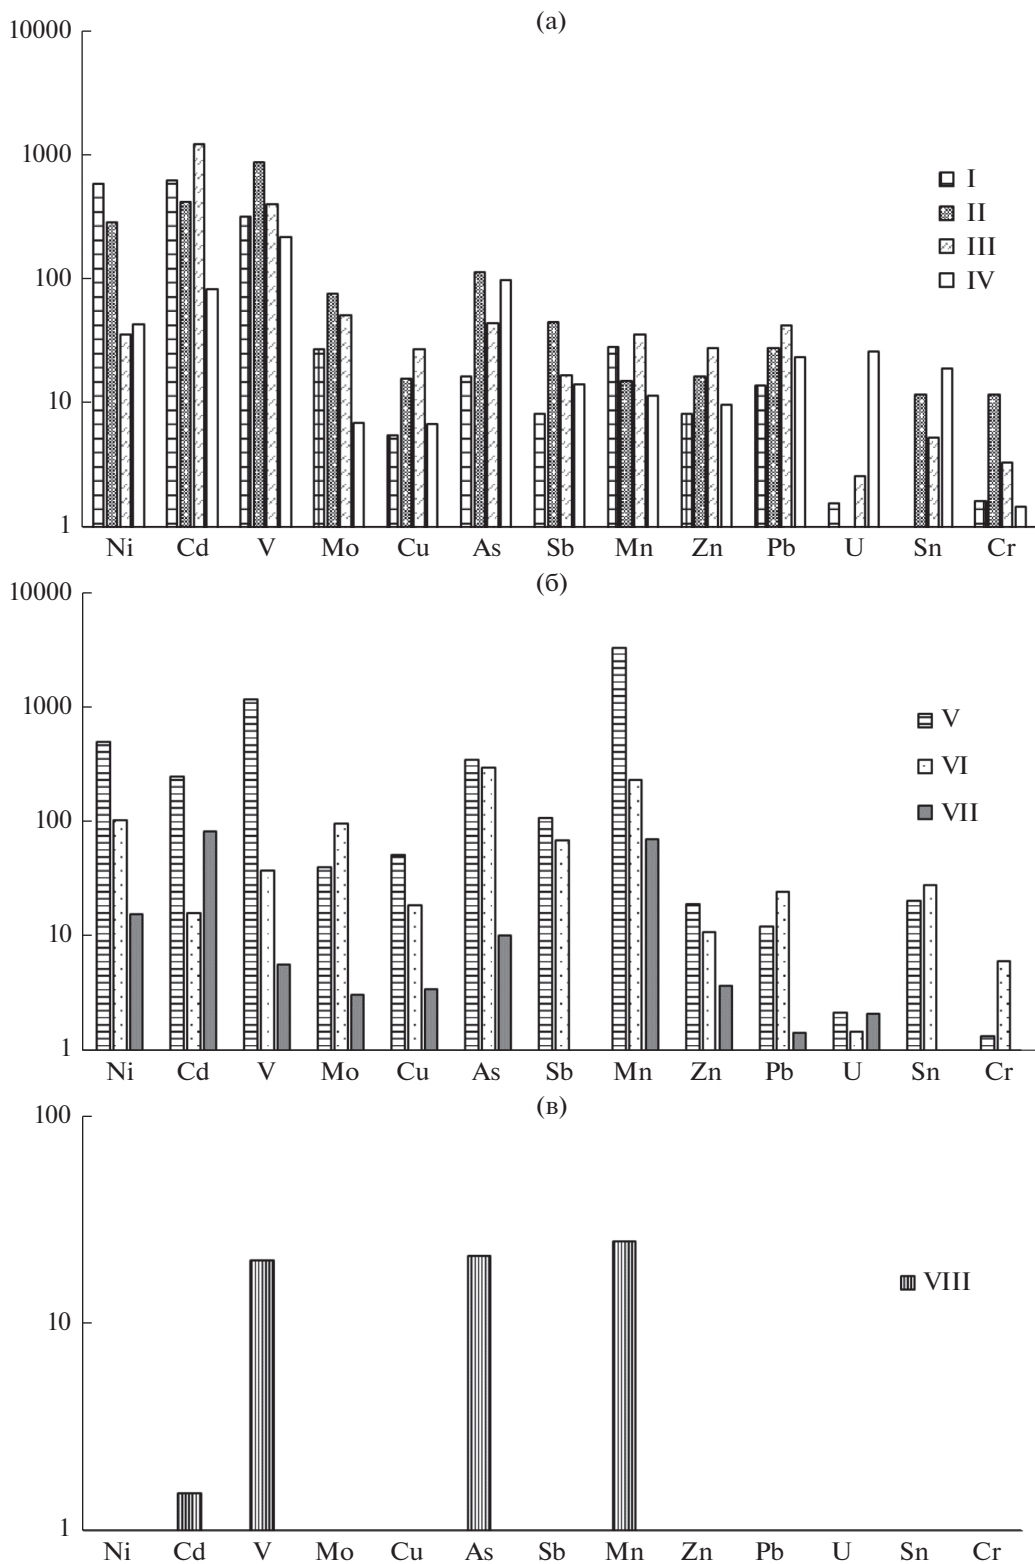 (а)
10000
1000
100
10
1
I
II
III
IV
Ni Cd V Mo Cu As Sb Mn Zn Pb U Sn Cr
(б)
10000
1000
100
10
1
V
VI
VII
Ni Cd V Mo Cu As Sb Mn Zn Pb U Sn Cr
(в)
100
10
1
VIII
Ni Cd V Mo Cu As Sb Mn Zn Pb U Sn Cr